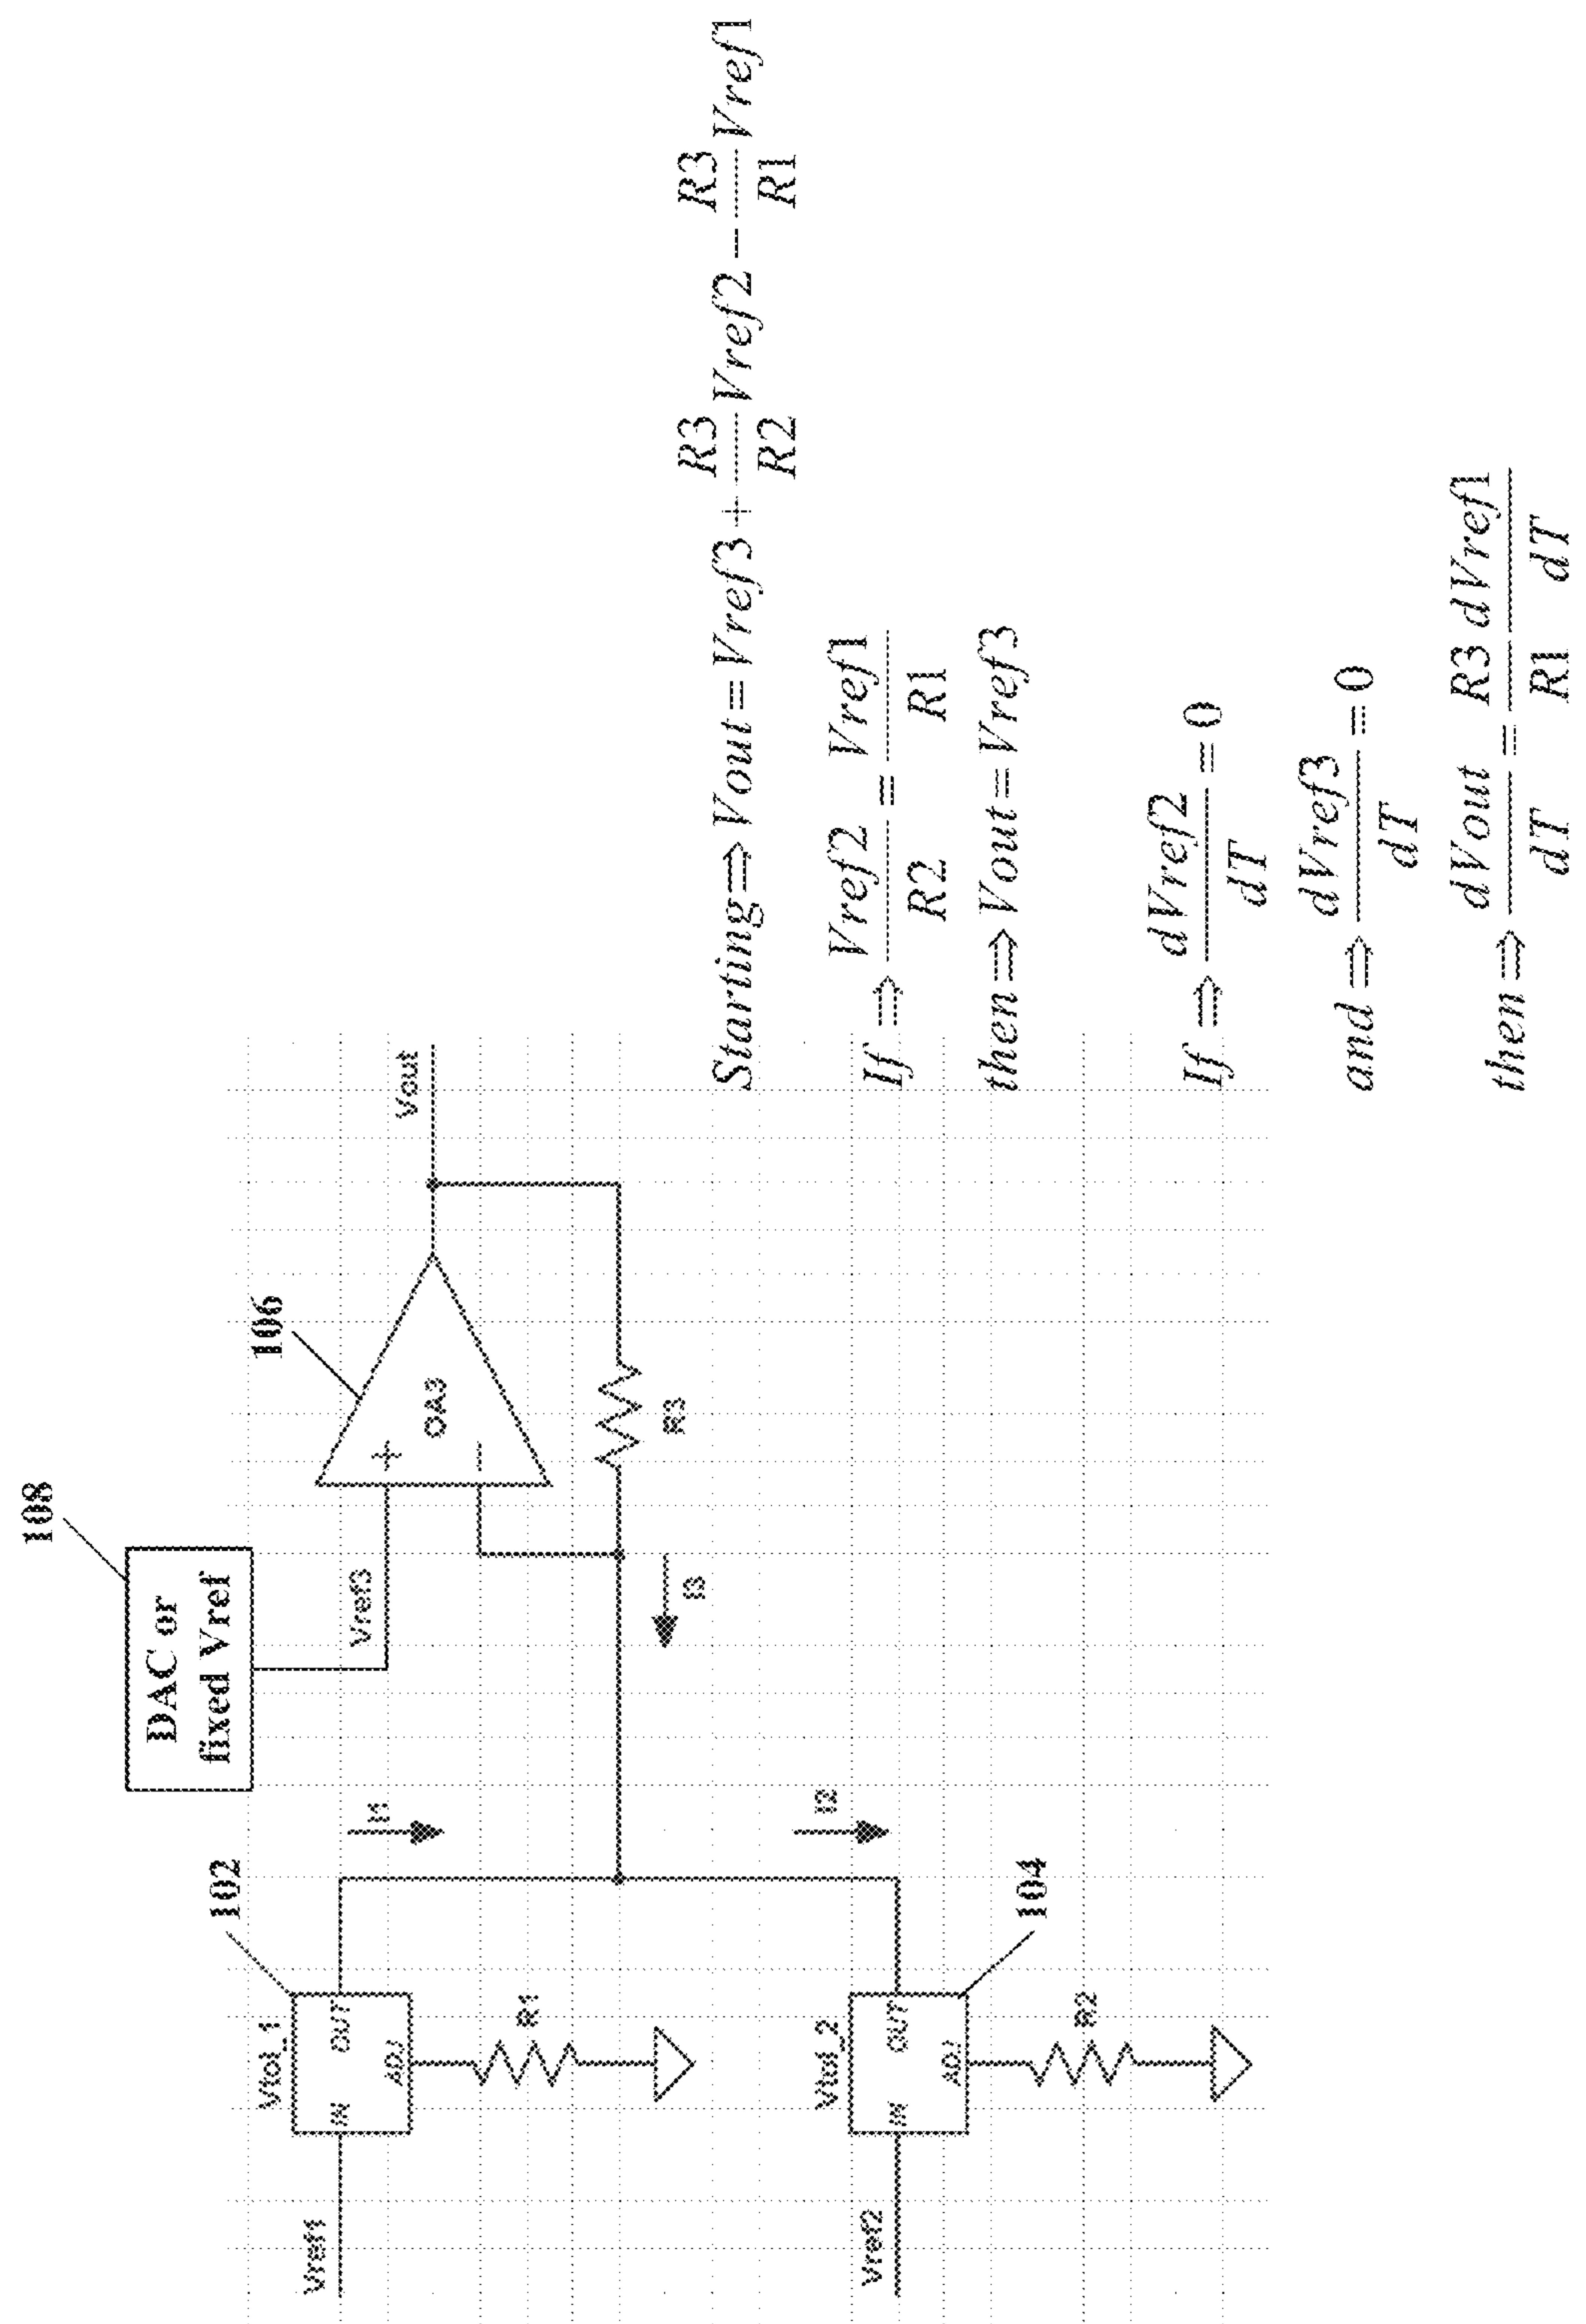 108
DAC or
fixed Vref
106
Vref3
+
−
OA3
Vout
R3
I3
102
I1
Vtoi_1
IN
OUT
ADJ
Vref1
R1
104
I2
Vtoi_2
IN
OUT
ADJ
Vref2
R2
Starting⇒Vout=Vref3+R3/R2 Vref2−R3/R1 Vref1
If ⇒ Vref2/R2 = Vref1/R1
then⇒Vout=Vref3
If ⇒ dVref2/dT = 0
and⇒ dVref3/dT = 0
then⇒ dVout/dT = R3/R1 dVref1/dT